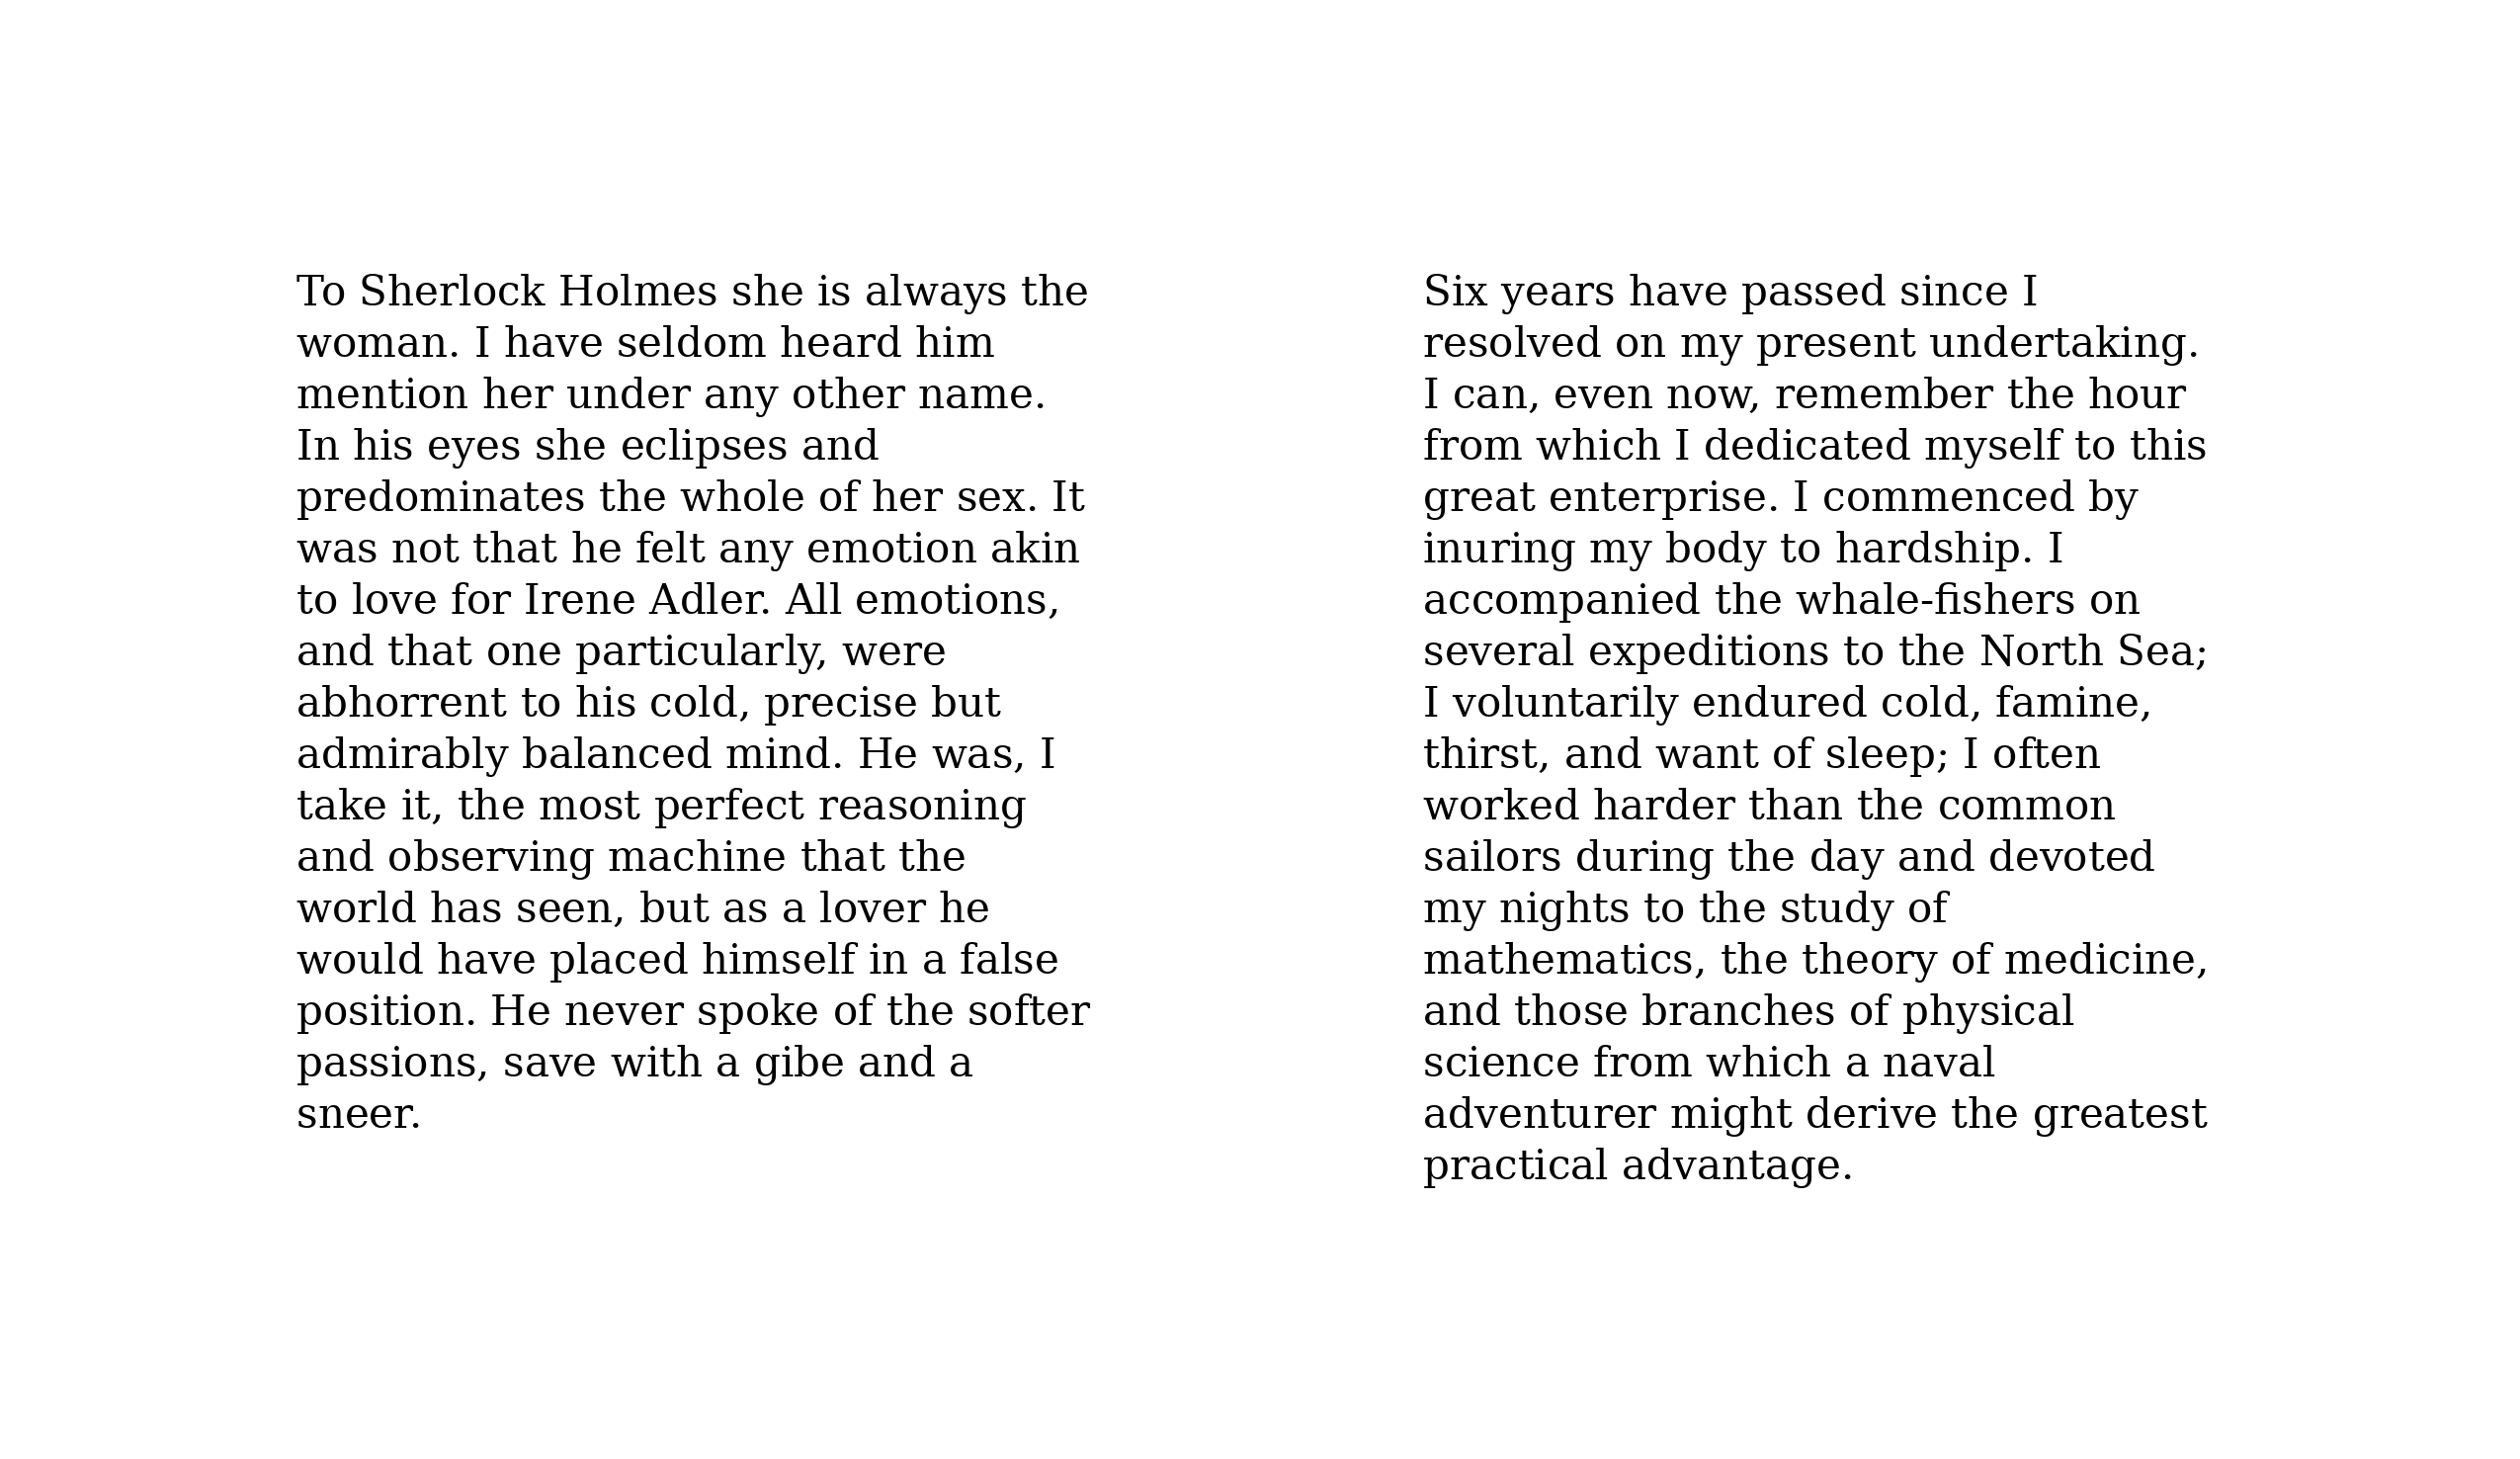 To Sherlock Holmes she is always the
woman. I have seldom heard him
mention her under any other name.
In his eyes she eclipses and
predominates the whole of her sex. It
was not that he felt any emotion akin
to love for Irene Adler. All emotions,
and that one particularly, were
abhorrent to his cold, precise but
admirably balanced mind. He was, I
take it, the most perfect reasoning
and observing machine that the
world has seen, but as a lover he
would have placed himself in a false
position. He never spoke of the softer
passions, save with a gibe and a
sneer.
Six years have passed since I
resolved on my present undertaking.
I can, even now, remember the hour
from which I dedicated myself to this
great enterprise. I commenced by
inuring my body to hardship. I
accompanied the whale-fishers on
several expeditions to the North Sea;
I voluntarily endured cold, famine,
thirst, and want of sleep; I often
worked harder than the common
sailors during the day and devoted
my nights to the study of
mathematics, the theory of medicine,
and those branches of physical
science from which a naval
adventurer might derive the greatest
practical advantage.